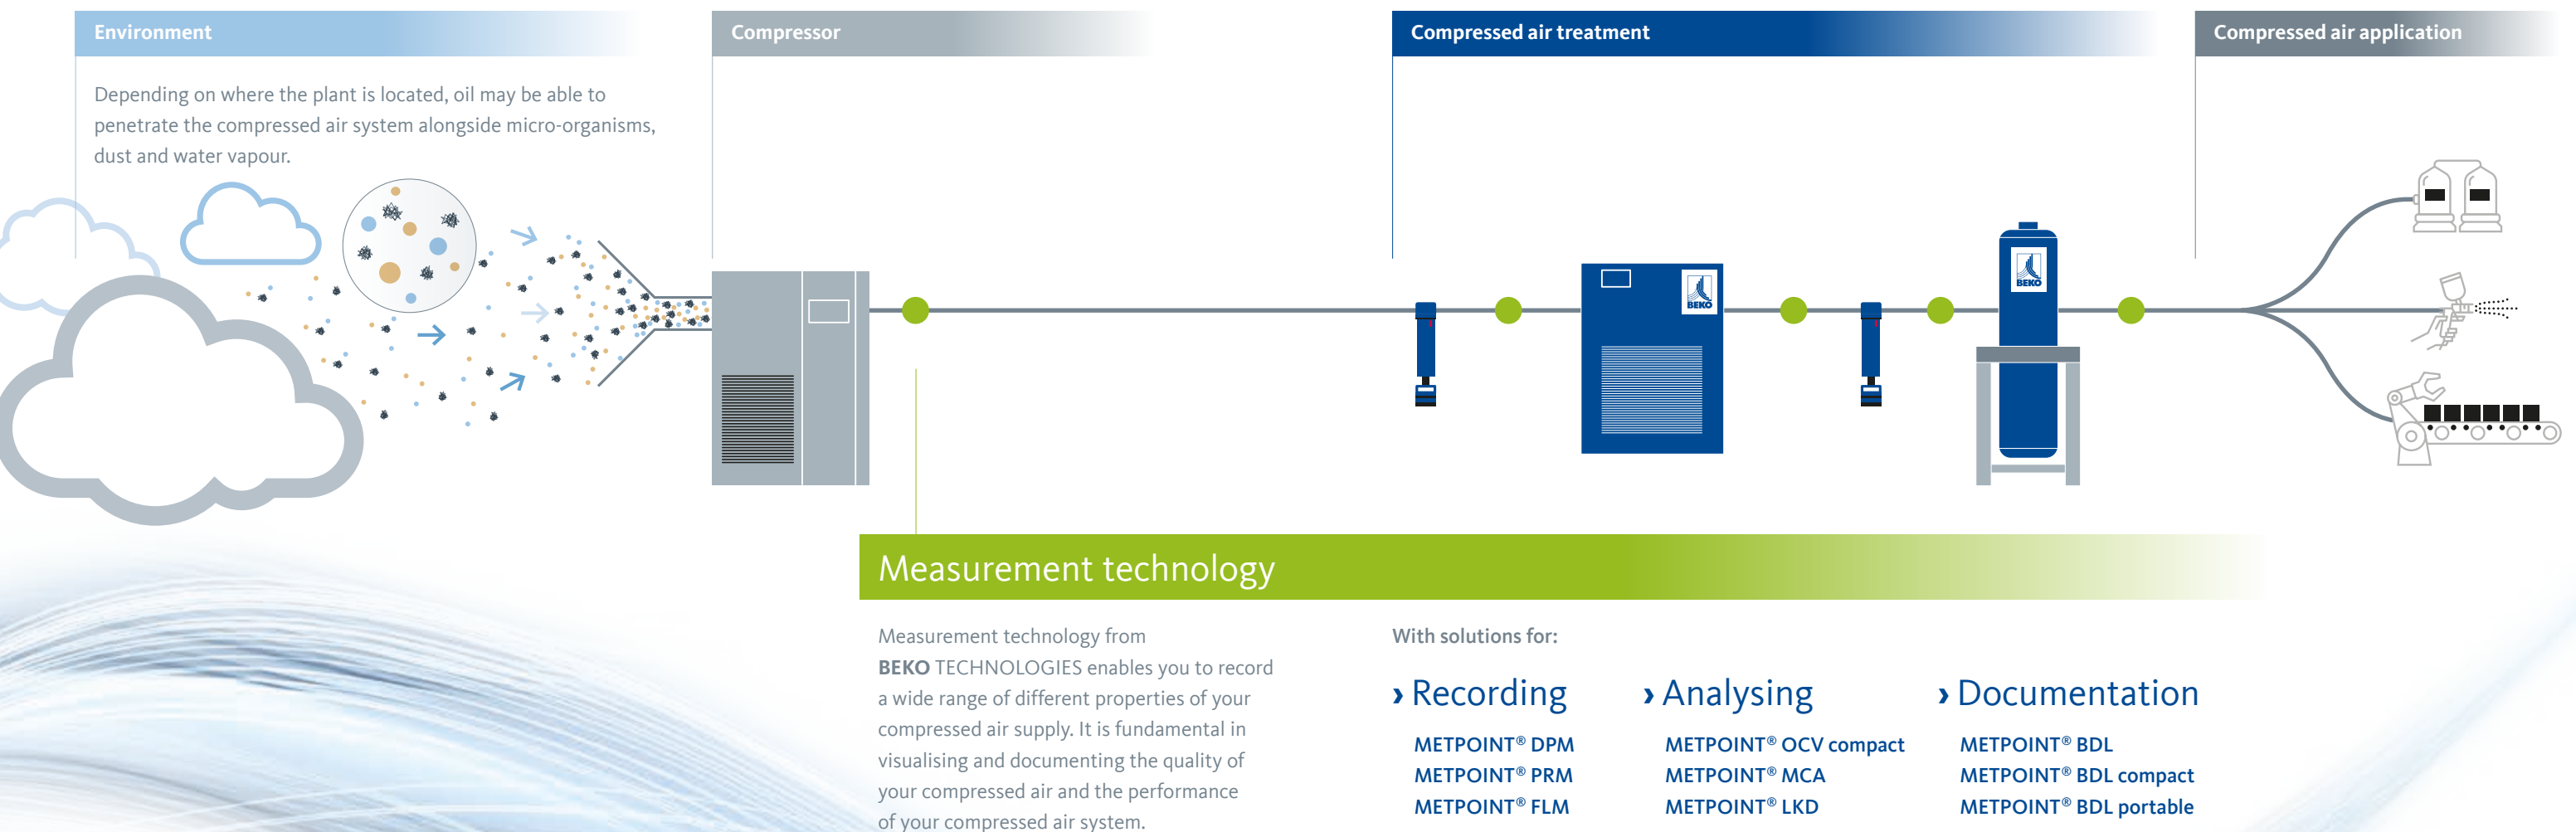 Environment
Depending on where the plant is located, oil may be able to
penetrate the compressed air system alongside micro-organisms,
dust and water vapour.
Compressor
Compressed air treatment
Compressed air application
BEKO
BEKO
Measurement technology
Measurement technology from
BEKO TECHNOLOGIES enables you to record
a wide range of different properties of your
compressed air supply. It is fundamental in
visualising and documenting the quality of
your compressed air and the performance
of your compressed air system.
With solutions for:
› Recording
METPOINT® DPM
METPOINT® PRM
METPOINT® FLM
› Analysing
METPOINT® OCV compact
METPOINT® MCA
METPOINT® LKD
› Documentation
METPOINT® BDL
METPOINT® BDL compact
METPOINT® BDL portable